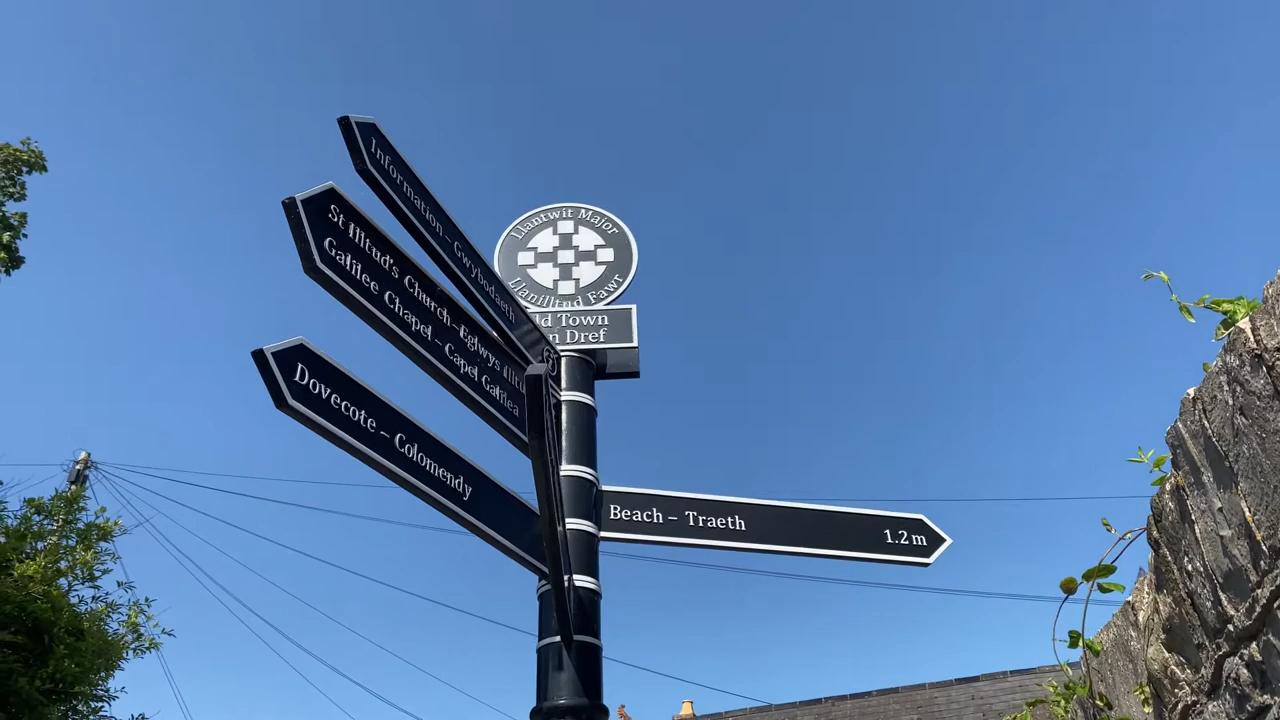 Information – Gwybodaeth
St Illtud's Church – Eglwys
Galilee Chapel – Capel Galilea
Dovecote – Colomendy
Llantwit Major
Llanilltud Fawr
Town
Dref
Beach – Traeth 1.2 m